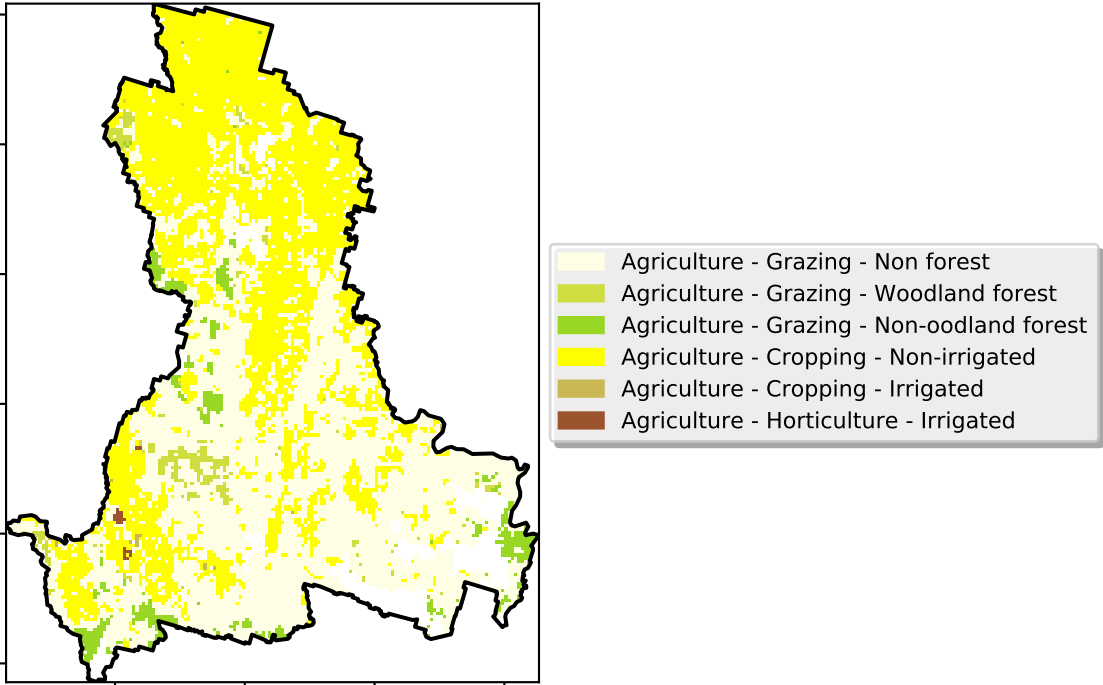 Agriculture - Grazing - Non forest
Agriculture - Grazing - Woodland forest
Agriculture - Grazing - Non-oodland forest
Agriculture - Cropping - Non-irrigated
Agriculture - Cropping - Irrigated
Agriculture - Horticulture - Irrigated